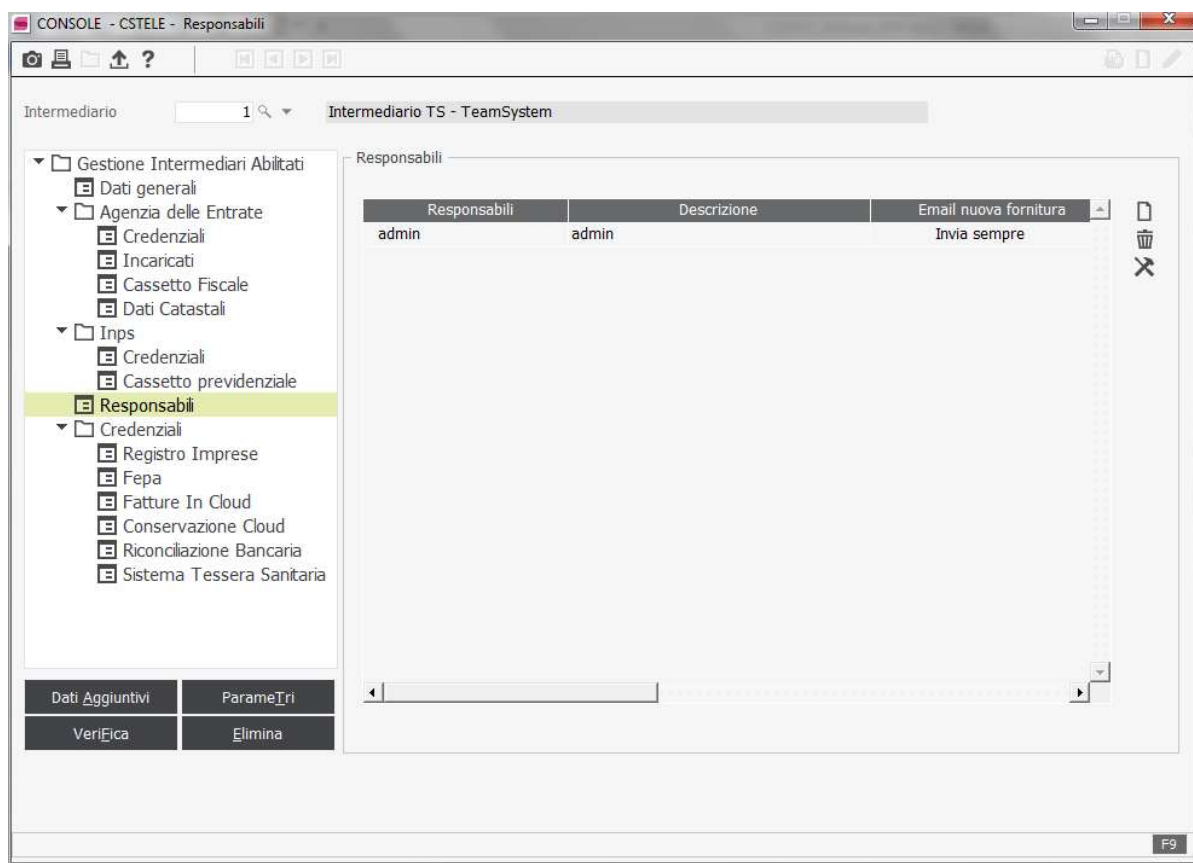 CONSOLE - CSTELE - Responsabili
?
Intermediario 1 Intermediario TS - TeamSystem
Gestione Intermediari Abilitati
Dati generali
Agenzia delle Entrate
Credenziali
Incaricati
Cassetto Fiscale
Dati Catastali
Inps
Credenziali
Cassetto previdenziale
Responsabili
Credenziali
Registro Imprese
Fepa
Fatture In Cloud
Conservazione Cloud
Riconciliazione Bancaria
Sistema Tessera Sanitaria
Dati Aggiuntivi ParameTri
VeriFica Elimina
Responsabili
Responsabili Descrizione Email nuova fornitura
admin admin Invia sempre
F9